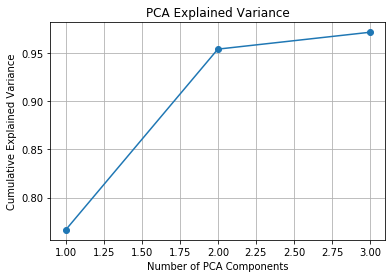 PCA Explained Variance
Cumulative Explained Variance
0.95
0.90
0.85
0.80
1.00 1.25 1.50 1.75 2.00 2.25 2.50 2.75 3.00
Number of PCA Components